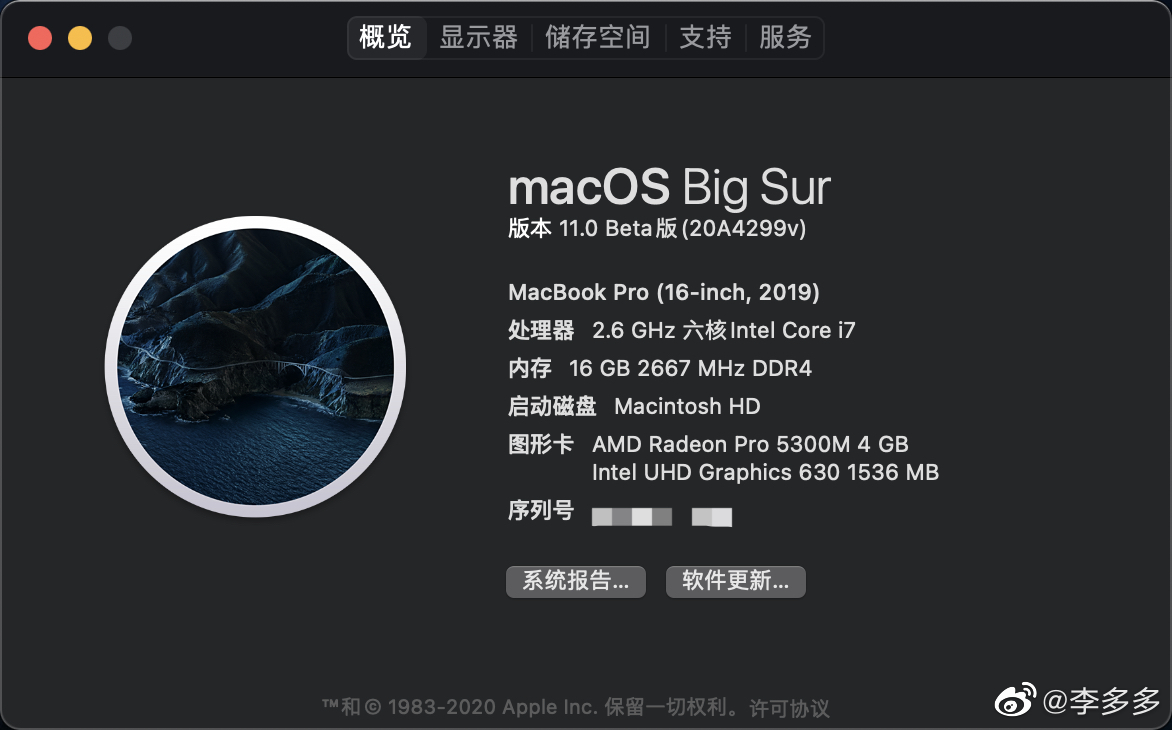 概览 显示器 储存空间 支持 服务
macOS Big Sur
版本 11.0 Beta版(20A4299v)
MacBook Pro (16-inch, 2019)
处理器 2.6 GHz 六核Intel Core i7
内存 16 GB 2667 MHz DDR4
启动磁盘 Macintosh HD
图形卡 AMD Radeon Pro 5300M 4 GB
Intel UHD Graphics 630 1536 MB
序列号
系统报告... 软件更新...
™和© 1983-2020 Apple Inc. 保留一切权利。许可协议
@李多多